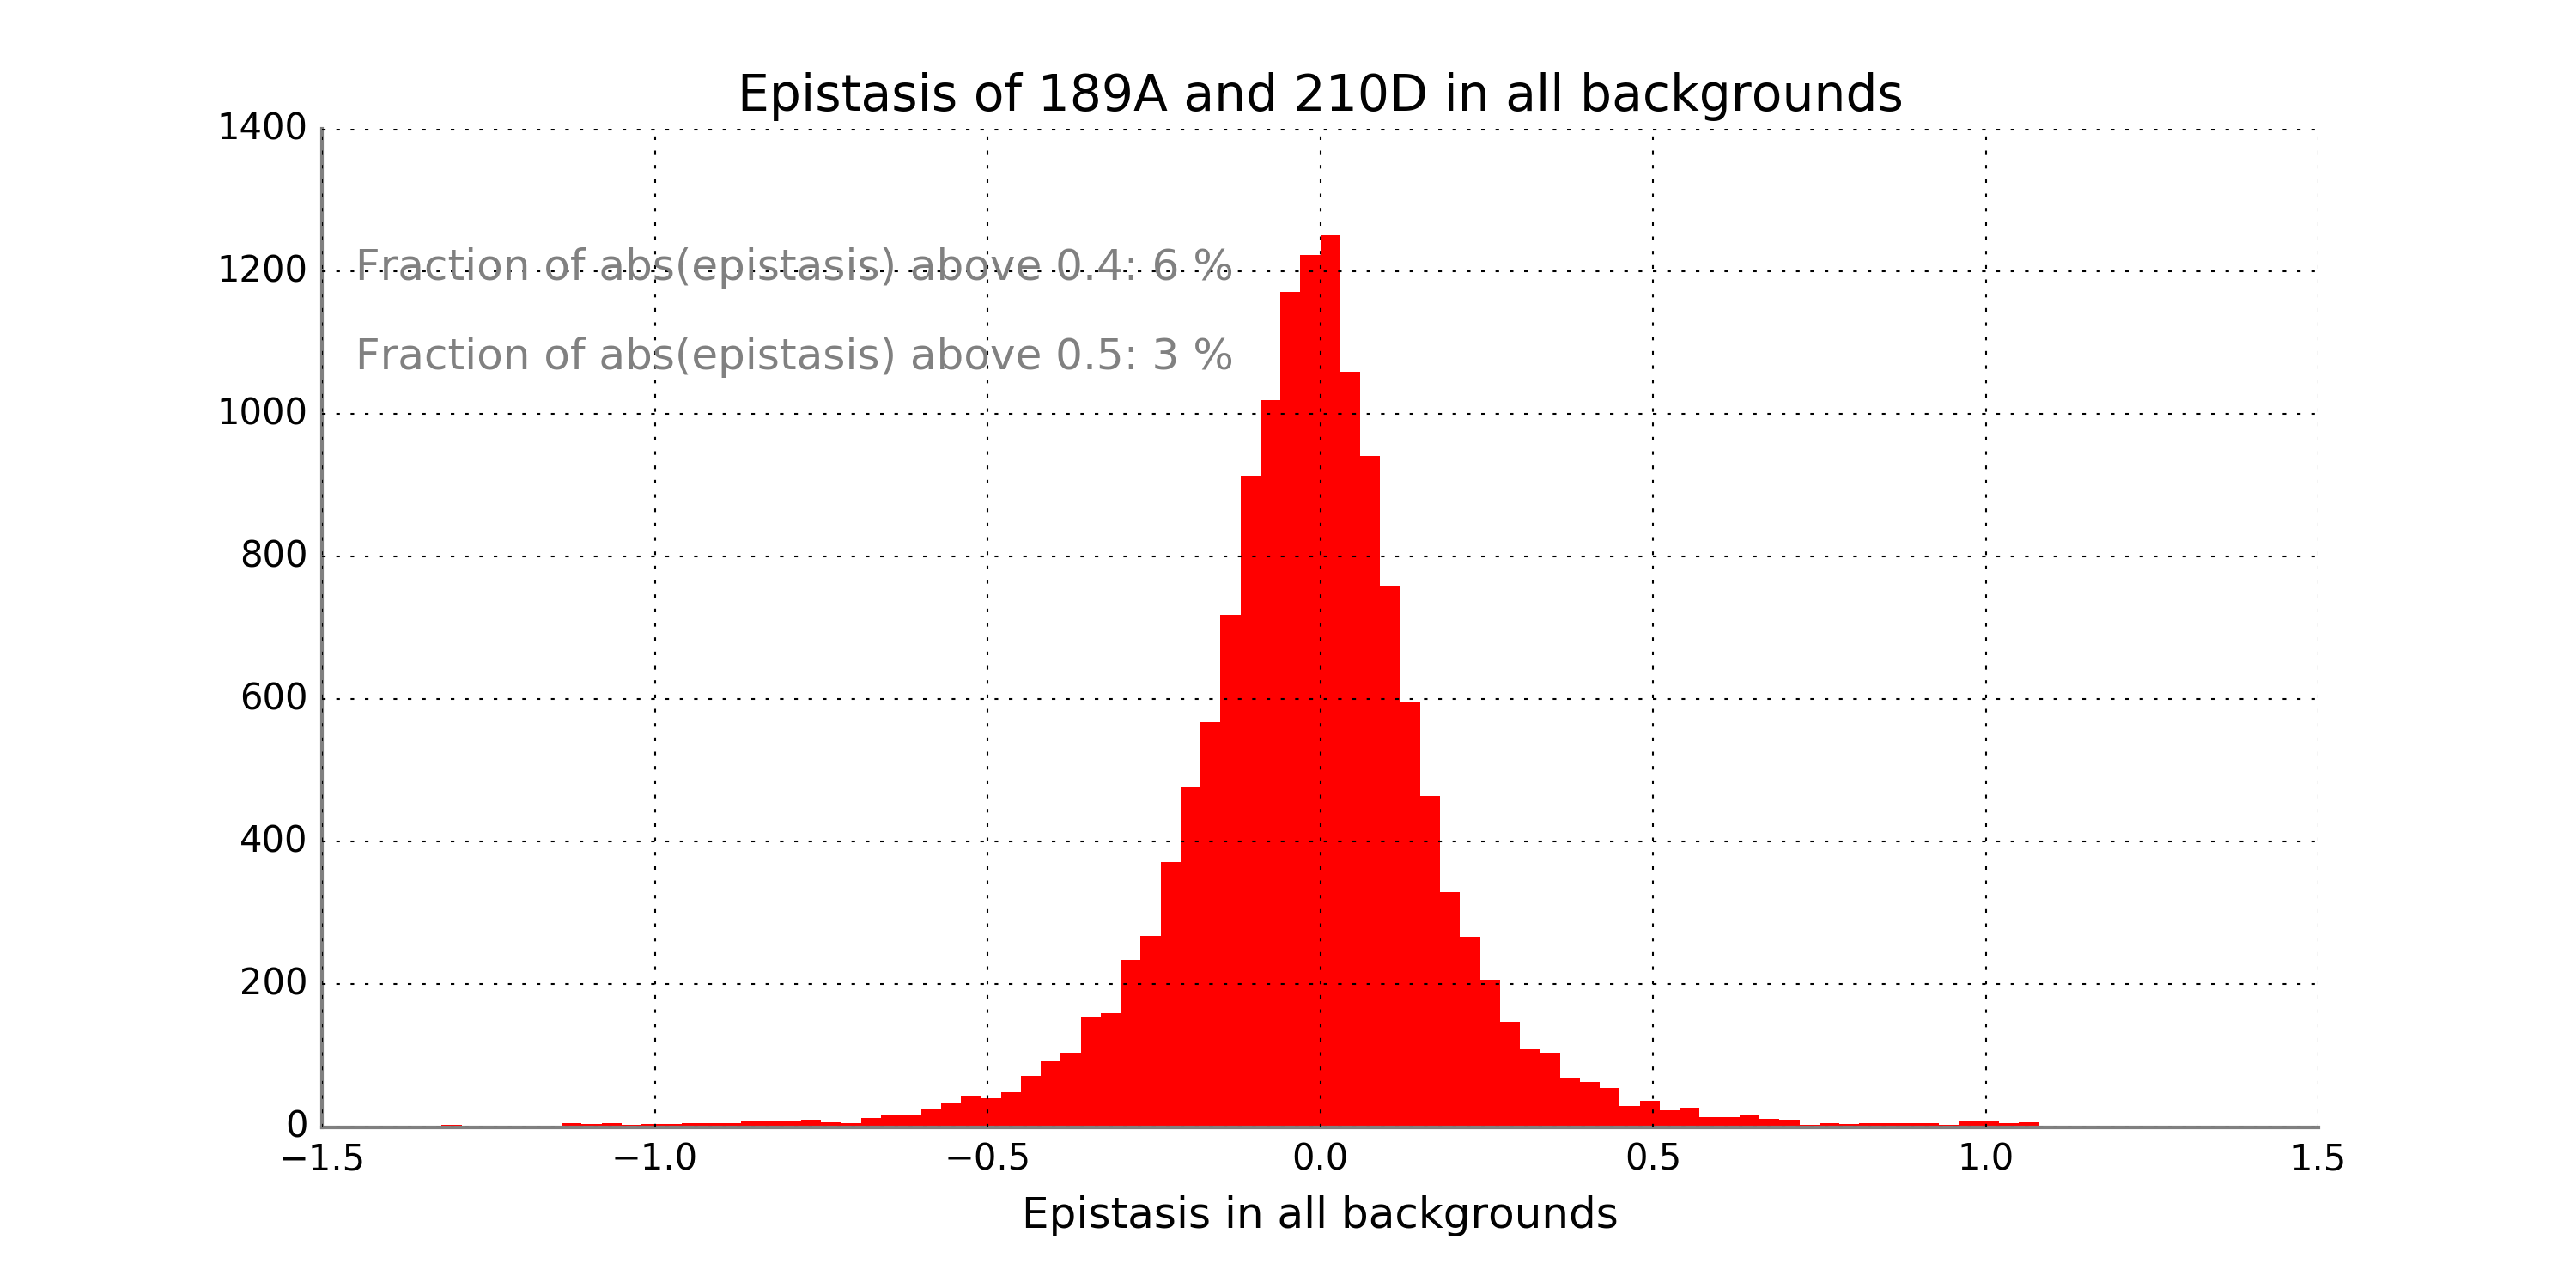 Epistasis of 189A and 210D in all backgrounds
1400
1200
1000
800
600
400
200
0
Fraction of abs(epistasis) above 0.4: 6 %
Fraction of abs(epistasis) above 0.5: 3 %
−1.5 −1.0 −0.5 0.0 0.5 1.0 1.5
Epistasis in all backgrounds